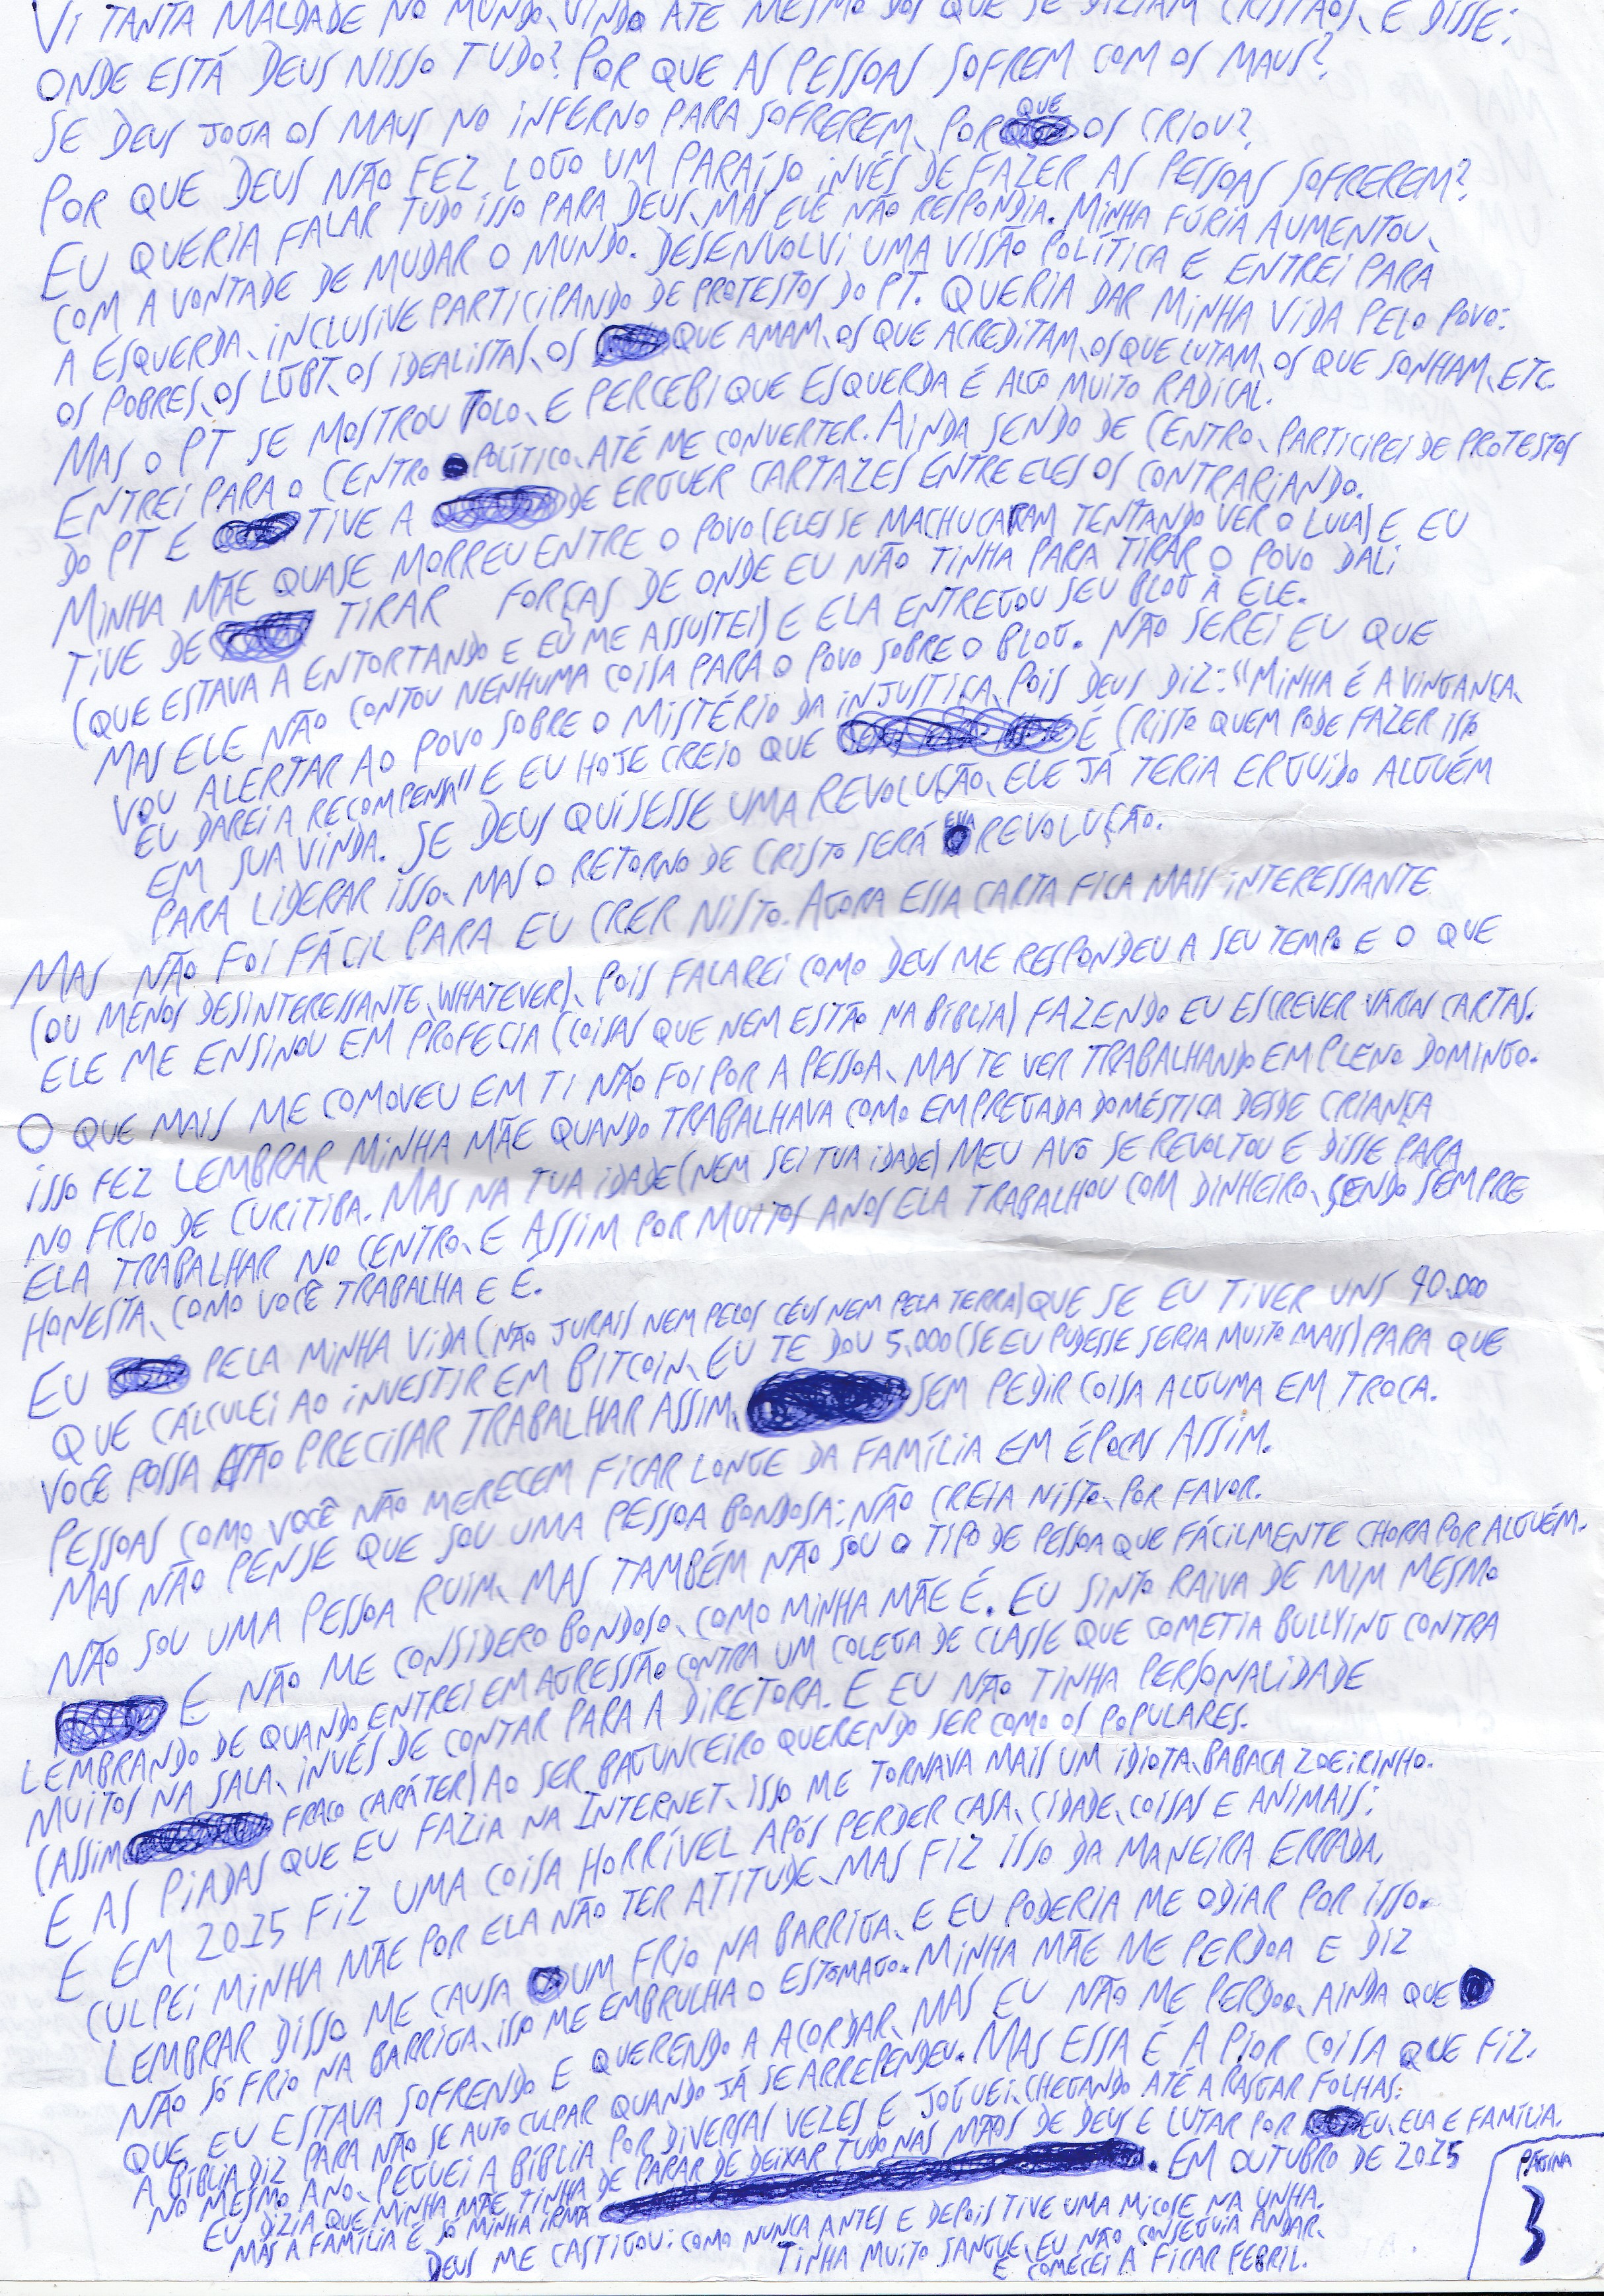 VI TANTA MALDADE NO MUNDO, VINDO ATÉ MESMO DOS QUE SE DIZIAM CRISTÃOS, E DISSE:
ONDE ESTÁ DEUS NISSO TUDO? POR QUE AS PESSOAS SOFREM COM OS MAUS?
SE DEUS JOGA OS MAUS NO INFERNO PARA SOFREREM, POR QUE OS CRIOU?
POR QUE DEUS NÃO FEZ LOGO UM PARAÍSO INVÉS DE FAZER AS PESSOAS SOFREREM?
EU QUERIA FALAR TUDO ISSO PARA DEUS, MAS ELE NÃO RESPONDIA. MINHA FÚRIA AUMENTOU,
COM A VONTADE DE MUDAR O MUNDO. DESENVOLVI UMA VISÃO POLÍTICA E ENTREI PARA
A ESQUERDA, INCLUSIVE PARTICIPANDO DE PROTESTOS DO PT. QUERIA DAR MINHA VIDA PELO POVO:
OS POBRES, OS LGBT, OS IDEALISTAS, OS QUE AMAM, OS QUE ACREDITAM, OS QUE LUTAM, OS QUE SONHAM, ETC.
MAS O PT SE MOSTROU TOLO, E PERCEBI QUE ESQUERDA É ALGO MUITO RADICAL.
ENTREI PARA O CENTRO POLÍTICO, ATÉ ME CONVERTER. AINDA SENDO DE CENTRO, PARTICIPEI DE PROTESTOS
DO PT E TIVE A DE ERGUER CARTAZES ENTRE ELES OS CONTRARIANDO.
MINHA MÃE QUASE MORREU ENTRE O POVO (ELES SE MACHUCARAM TENTANDO VER O LULA) E EU
TIVE DE TIRAR FORÇAS DE ONDE EU NÃO TINHA PARA TIRAR O POVO DALI
(QUE ESTAVA A ENTORTANDO E EU ME ASSUSTEI) E ELA ENTREGOU SEU BLOG À ELE.
MAS ELE NÃO CONTOU NENHUMA COISA PARA O POVO SOBRE O BLOG. NÃO SEREI EU QUE
VOU ALERTAR AO POVO SOBRE O MISTÉRIO DA INJUSTIÇA, POIS DEUS DIZ: "MINHA É A VINGANÇA,
EU DAREI A RECOMPENSA" E EU HOJE CREIO QUE É CRISTO QUEM PODE FAZER ISSO
EM SUA VINDA. SE DEUS QUISESSE UMA REVOLUÇÃO, ELE JÁ TERIA ERGUIDO ALGUÉM
PARA LIDERAR ISSO, MAS O RETORNO DE CRISTO SERÁ REVOLUÇÃO.
MAS NÃO FOI FÁCIL PARA EU CRER NISTO. AGORA ESSA CARTA FICA MAIS INTERESSANTE
(OU MENOS DESINTERESSANTE, WHATEVER), POIS FALAREI COMO DEUS ME RESPONDEU A SEU TEMPO E O QUE
ELE ME ENSINOU EM PROFECIA (COISAS QUE NEM ESTÃO NA BÍBLIA) FAZENDO EU ESCREVER VÁRIAS CARTAS.
O QUE MAIS ME COMOVEU EM TI NÃO FOI POR A PESSOA, MAS TE VER TRABALHANDO EM PLENO DOMINGO.
ISSO FEZ LEMBRAR MINHA MÃE QUANDO TRABALHAVA COMO EMPREGADA DOMÉSTICA DESDE CRIANÇA
NO FRIO DE CURITIBA. MAS NA TUA IDADE (NEM SEI TUA IDADE) MEU AVO SE REVOLTOU E DISSE PARA
ELA TRABALHAR NO CENTRO, E ASSIM POR MUITOS ANOS ELA TRABALHOU COM DINHEIRO, SENDO SEMPRE
HONESTA, COMO VOCÊ TRABALHA E É.
EU PELA MINHA VIDA (NÃO JURAIS NEM PELOS CÉUS NEM PELA TERRA) QUE SE EU TIVER UNS 90.000
QUE CÁLCULEI AO INVESTIR EM BITCOIN, EU TE DOU 5.000 (SE EU PUDESSE SERIA MUITO MAIS) PARA QUE
VOCÊ POSSA NÃO PRECISAR TRABALHAR ASSIM, SEM PEDIR COISA ALGUMA EM TROCA.
PESSOAS COMO VOCÊ NÃO MERECEM FICAR LONGE DA FAMÍLIA EM ÉPOCAS ASSIM.
MAS NÃO PENSE QUE SOU UMA PESSOA BONDOSA: NÃO CREIA NISTO, POR FAVOR.
NÃO SOU UMA PESSOA RUIM, MAS TAMBÉM NÃO SOU O TIPO DE PESSOA QUE FÁCILMENTE CHORA POR ALGUÉM.
E NÃO ME CONSIDERO BONDOSO, COMO MINHA MÃE É. EU SINTO RAIVA DE MIM MESMO
LEMBRANDO DE QUANDO ENTREI EM AGRESSÃO CONTRA UM COLEGA DE CLASSE QUE COMETIA BULLYING CONTRA
MUITOS NA SALA, INVÉS DE CONTAR PARA A DIRETORA. E EU NÃO TINHA PERSONALIDADE
(ASSIM FRACO CARÁTER) AO SER BAGUNCEIRO QUERENDO SER COMO OS POPULARES.
E AS PIADAS QUE EU FAZIA NA INTERNET, ISSO ME TORNAVA MAIS UM IDIOTA, BABACA ZOEIRINHO.
E EM 2015 FIZ UMA COISA HORRÍVEL APÓS PERDER CASA, CIDADE, COISAS E ANIMAIS:
CULPEI MINHA MÃE POR ELA NÃO TER ATITUDE, MAS FIZ ISSO DA MANEIRA ERRADA.
LEMBRAR DISSO ME CAUSA UM FRIO NA BARRIGA, E EU PODERIA ME ODIAR POR ISSO.
NÃO SÓ FRIO NA BARRIGA, ISSO ME EMBRULHA O ESTOMAGO. MINHA MÃE ME PERDOA E DIZ
QUE EU ESTAVA SOFRENDO E QUERENDO A ACORDAR, MAS EU NÃO ME PERDOO, AINDA QUE
A BÍBLIA DIZ PARA NÃO SE AUTO CULPAR QUANDO JÁ SE ARREPENDEU. MAS ESSA É A PIOR COISA QUE FIZ.
NO MESMO ANO, PEGUEI A BÍBLIA POR DIVERSAS VEZES E JOGUEI, CHEGANDO ATÉ A RASGAR FOLHAS:
EU DIZIA QUE MINHA MÃE TINHA DE PARAR DE DEIXAR TUDO NAS MÃOS DE DEUS E LUTAR POR EU, ELA E FAMÍLIA.
MAS A FAMÍLIA É SÓ MINHA IRMÃ. EM OUTUBRO DE 2015
DEUS ME CASTIGOU: COMO NUNCA ANTES E DEPOIS TIVE UMA MICOSE NA UNHA.
TINHA MUITO SANGUE, EU NÃO CONSEGUIA ANDAR,
E COMECEI A FICAR FEBRIL.
PÁGINA
3